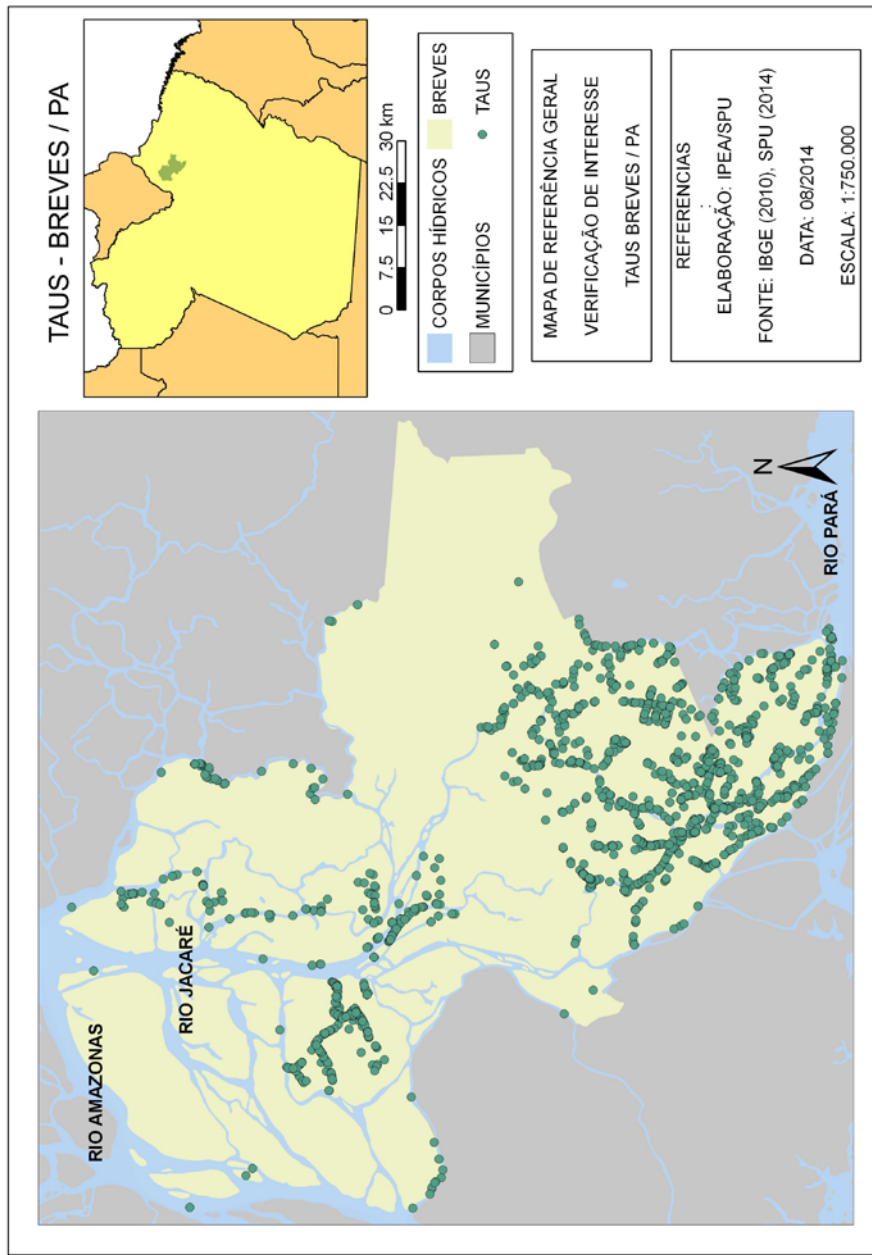 TAUS - BREVES / PA
0 7.5 15 22.5 30 km
CORPOS HÍDRICOS
BREVES
MUNICÍPIOS
TAUS
MAPA DE REFERÊNCIA GERAL
VERIFICAÇÃO DE INTERESSE
TAUS BREVES / PA
REFERENCIAS
:
ELABORAÇÃO: IPEA/SPU
FONTE: IBGE (2010), SPU (2014)
DATA: 08/2014
ESCALA: 1:750.000
RIO AMAZONAS
RIO JACARÉ
N
RIO PARÁ